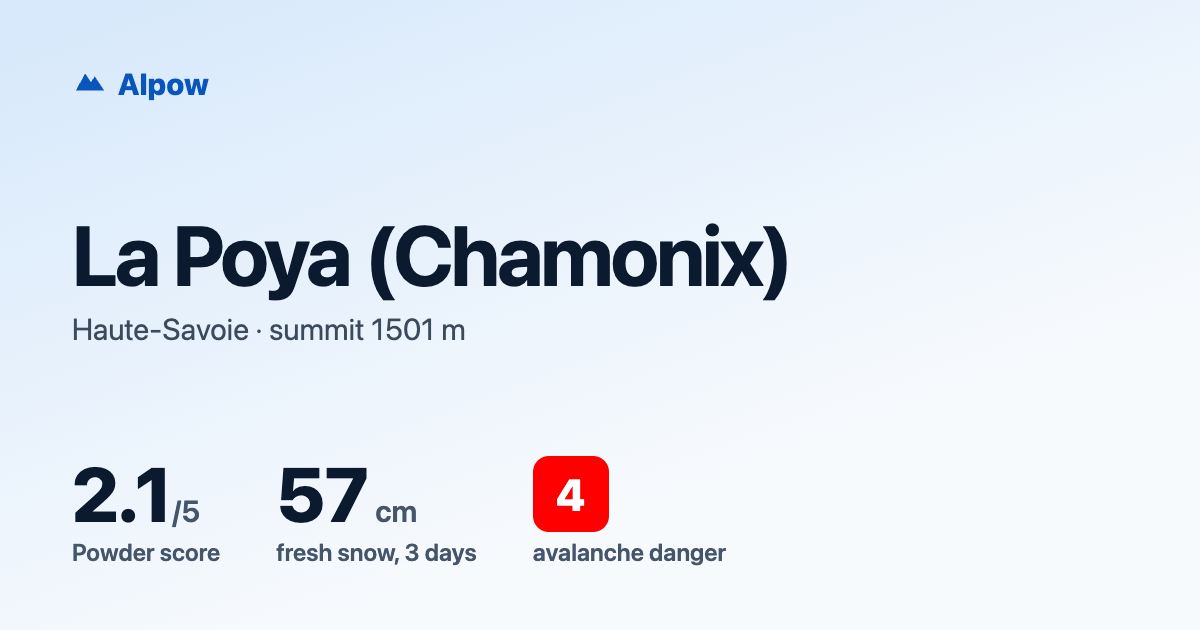 Alpow
La Poya (Chamonix)
Haute-Savoie · summit 1501 m
2.1/5
Powder score
57 cm
fresh snow, 3 days
4
avalanche danger